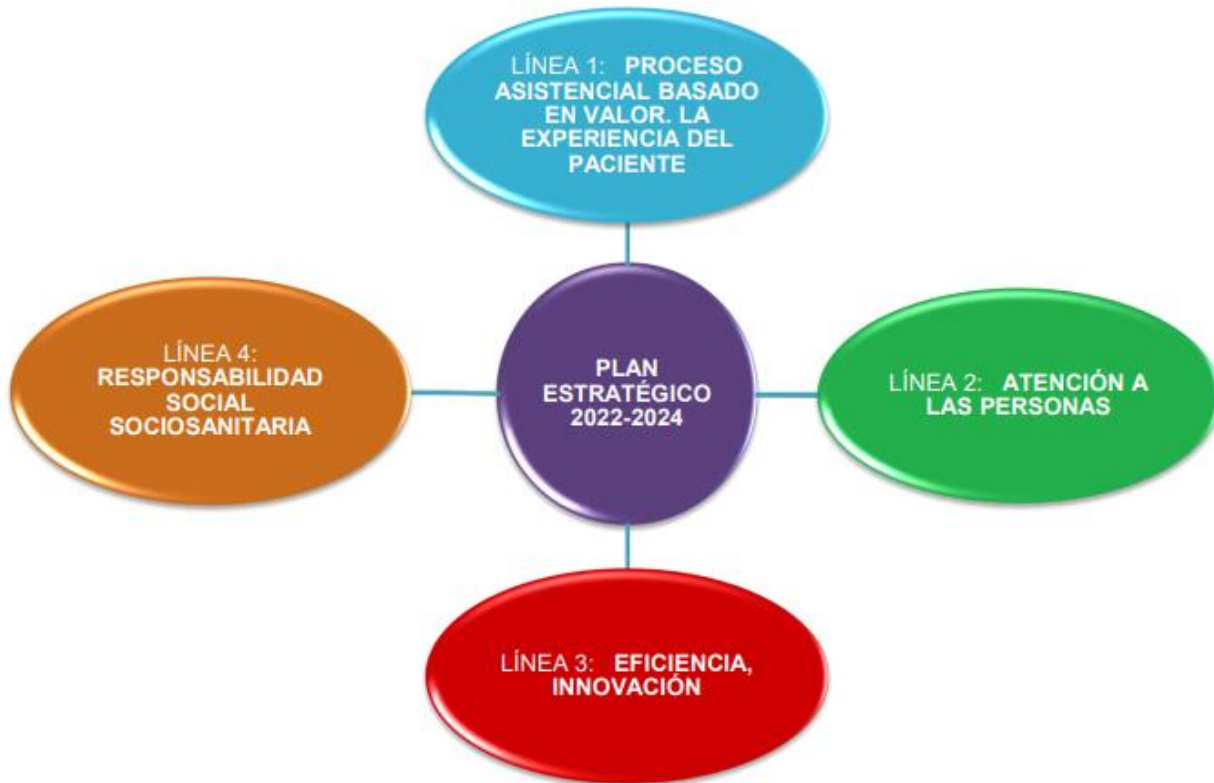 LÍNEA 1: PROCESO
ASISTENCIAL BASADO
EN VALOR. LA
EXPERIENCIA DEL
PACIENTE
LÍNEA 4:
RESPONSABILIDAD
SOCIAL
SOCIOSANITARIA
PLAN
ESTRATÉGICO
2022-2024
LÍNEA 2: ATENCIÓN A
LAS PERSONAS
LÍNEA 3: EFICIENCIA,
INNOVACIÓN